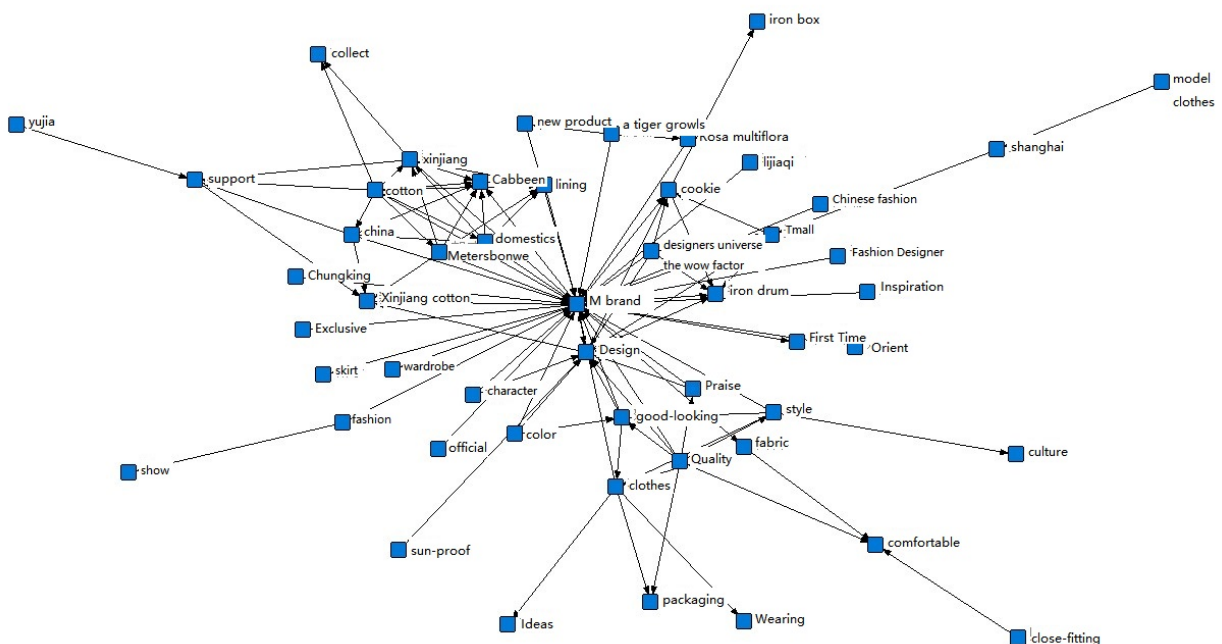 iron box
collect
model
clothes
yujia
new product
a tiger growls
Rosa multiflora
shanghai
xinjiang
lijiaqi
support
Cabbeen
lining
cotton
cookie
Chinese fashion
china
Tmall
domestics
designers universe
Metersbonwe
Fashion Designer
the wow factor
Chungking
iron drum
Inspiration
Xinjiang cotton
M brand
Exclusive
First Time
Orient
Design
wardrobe
skirt
character
Praise
fashion
good-looking
style
color
official
fabric
culture
Quality
show
clothes
comfortable
sun-proof
packaging
Ideas
Wearing
close-fitting